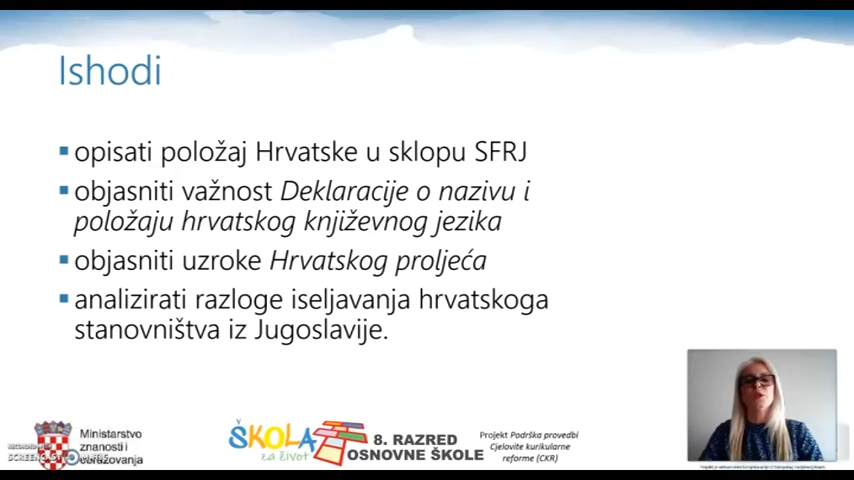 Ishodi
▪ opisati položaj Hrvatske u sklopu SFRJ
▪ objasniti važnost Deklaracije o nazivu i
položaju hrvatskog književnog jezika
▪ objasniti uzroke Hrvatskog proljeća
▪ analizirati razloge iseljavanja hrvatskoga
stanovništva iz Jugoslavije.
Ministarstvo
znanosti i
obrazovanja
ŠKOLA
za život
8. RAZRED
OSNOVNE ŠKOLE
Projekt Podrška provedbi
Cjelovite kurikularne
reforme (CKR)